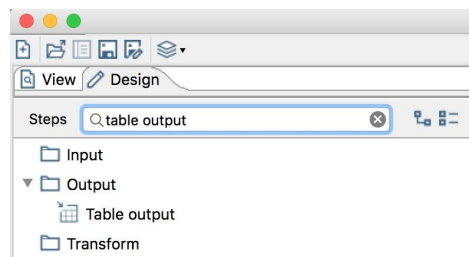 View Design
Steps table output
Input
Output
Table output
Transform